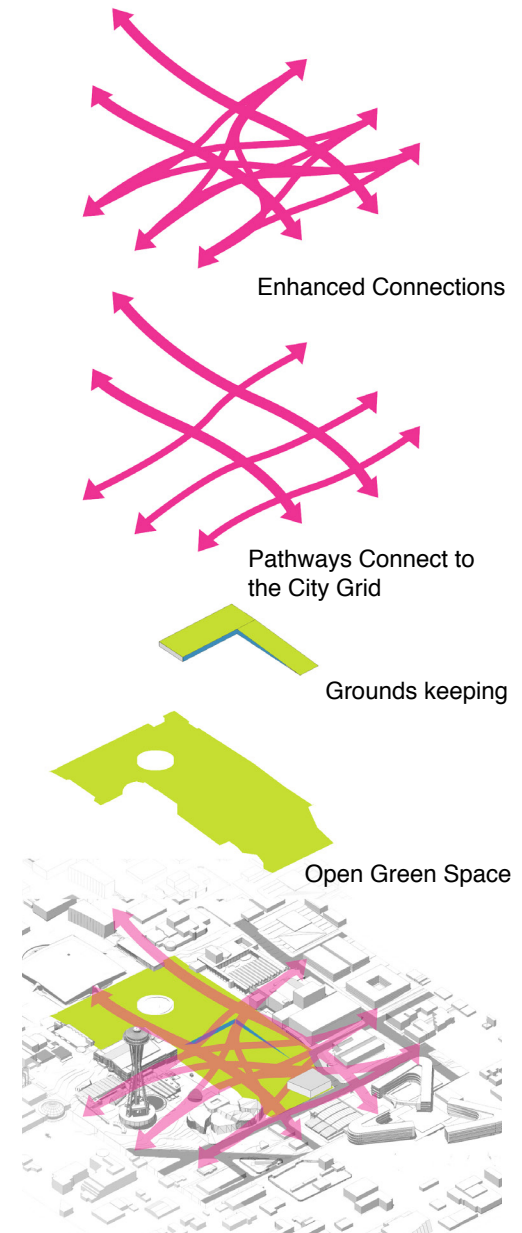 Enhanced Connections
Pathways Connect to
the City Grid
Grounds keeping
Open Green Space